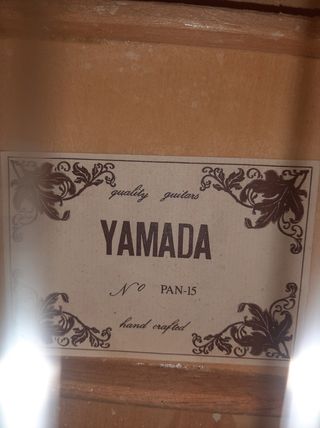 quality guitars
YAMADA
Nº PAN-15
hand crafted